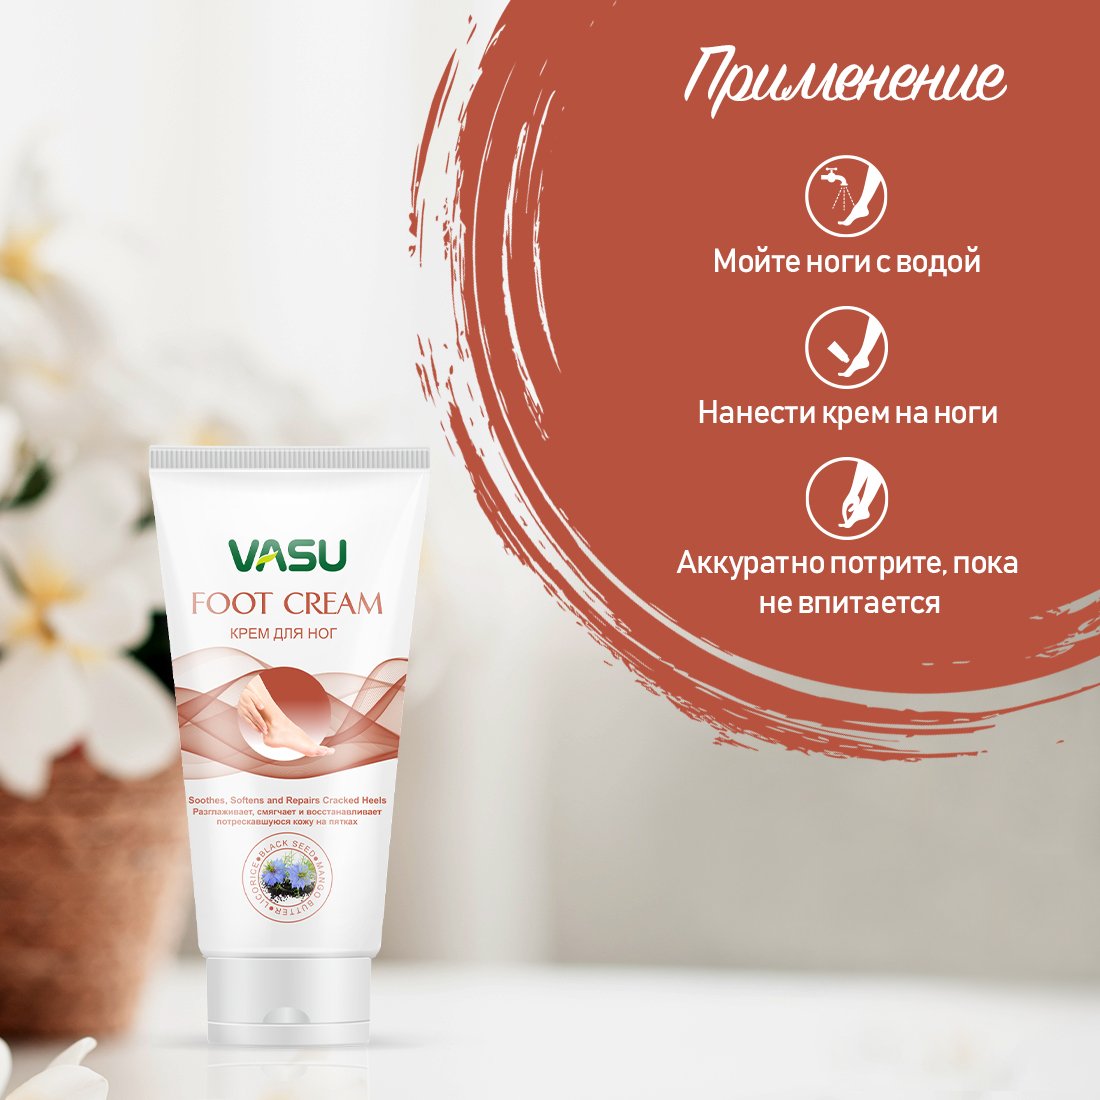 Применение
Мойте ноги с водой
Нанести крем на ноги
Аккуратно потрите, пока
не впитается
VASU
FOOT CREAM
КРЕМ ДЛЯ НОГ
Soothes, Softens and Repairs Cracked Heels
Разглаживает, смягчает и восстанавливает
потрескавшуюся кожу на пятках
LICORICE • BLACK SEED • MANGO BUTTER •